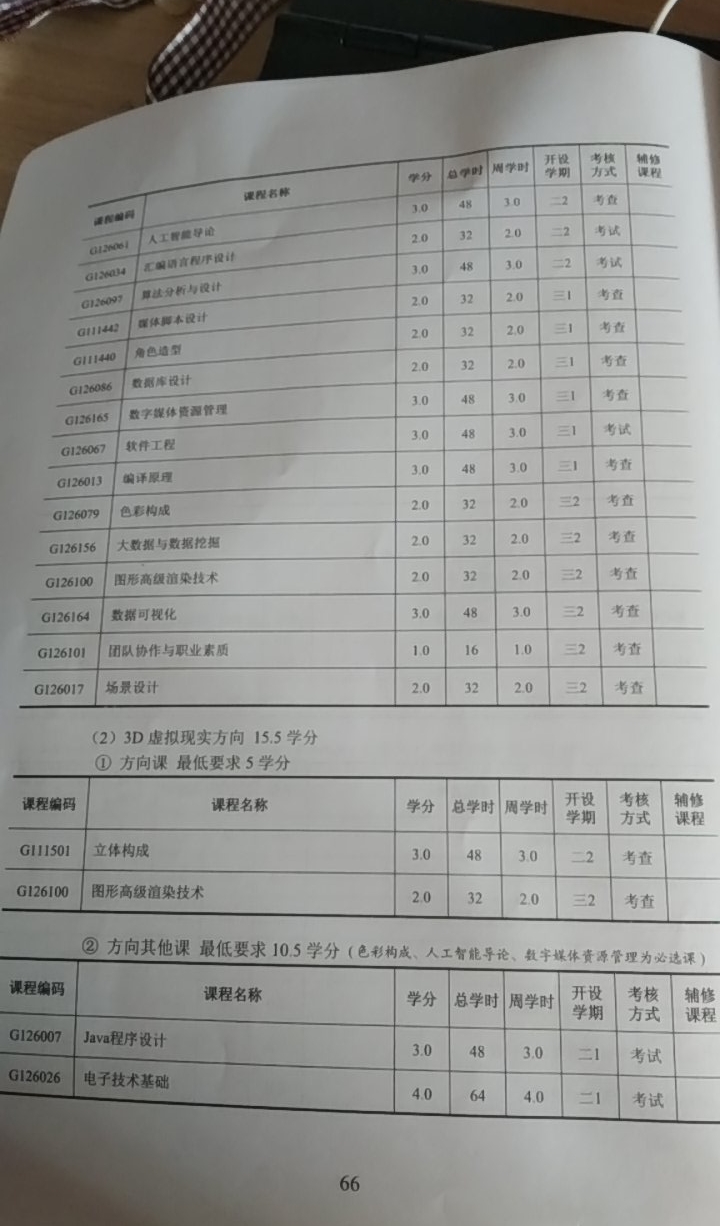 课程编码 课程名称 学分 总学时 周学时 开设学期 考核方式 辅修课程
G126061 人工智能导论 3.0 48 3.0 二2 考查
G126034 汇编语言程序设计 2.0 32 2.0 二2 考试
G126097 算法分析与设计 3.0 48 3.0 二2 考试
G111442 媒体脚本设计 2.0 32 2.0 三1 考查
G111440 角色造型 2.0 32 2.0 三1 考查
G126086 数据库设计 2.0 32 2.0 三1 考查
G126165 数字媒体资源管理 3.0 48 3.0 三1 考查
G126067 软件工程 3.0 48 3.0 三1 考试
G126013 编译原理 3.0 48 3.0 三1 考查
G126079 色彩构成 2.0 32 2.0 三2 考查
G126156 大数据与数据挖掘 2.0 32 2.0 三2 考查
G126100 图形高级渲染技术 2.0 32 2.0 三2 考查
G126164 数据可视化 3.0 48 3.0 三2 考查
G126101 团队协作与职业素质 1.0 16 1.0 三2 考查
G126017 场景设计 2.0 32 2.0 三2 考查
（2）3D 虚拟现实方向 15.5 学分
① 方向课 最低要求 5 学分
课程编码 课程名称 学分 总学时 周学时 开设学期 考核方式 辅修课程
G111501 立体构成 3.0 48 3.0 二2 考查
G126100 图形高级渲染技术 2.0 32 2.0 三2 考查
② 方向其他课 最低要求 10.5 学分（色彩构成、人工智能导论、数字媒体资源管理为必选课）
课程编码 课程名称 学分 总学时 周学时 开设学期 考核方式 辅修课程
G126007 Java程序设计 3.0 48 3.0 二1 考试
G126026 电子技术基础 4.0 64 4.0 二1 考试
66